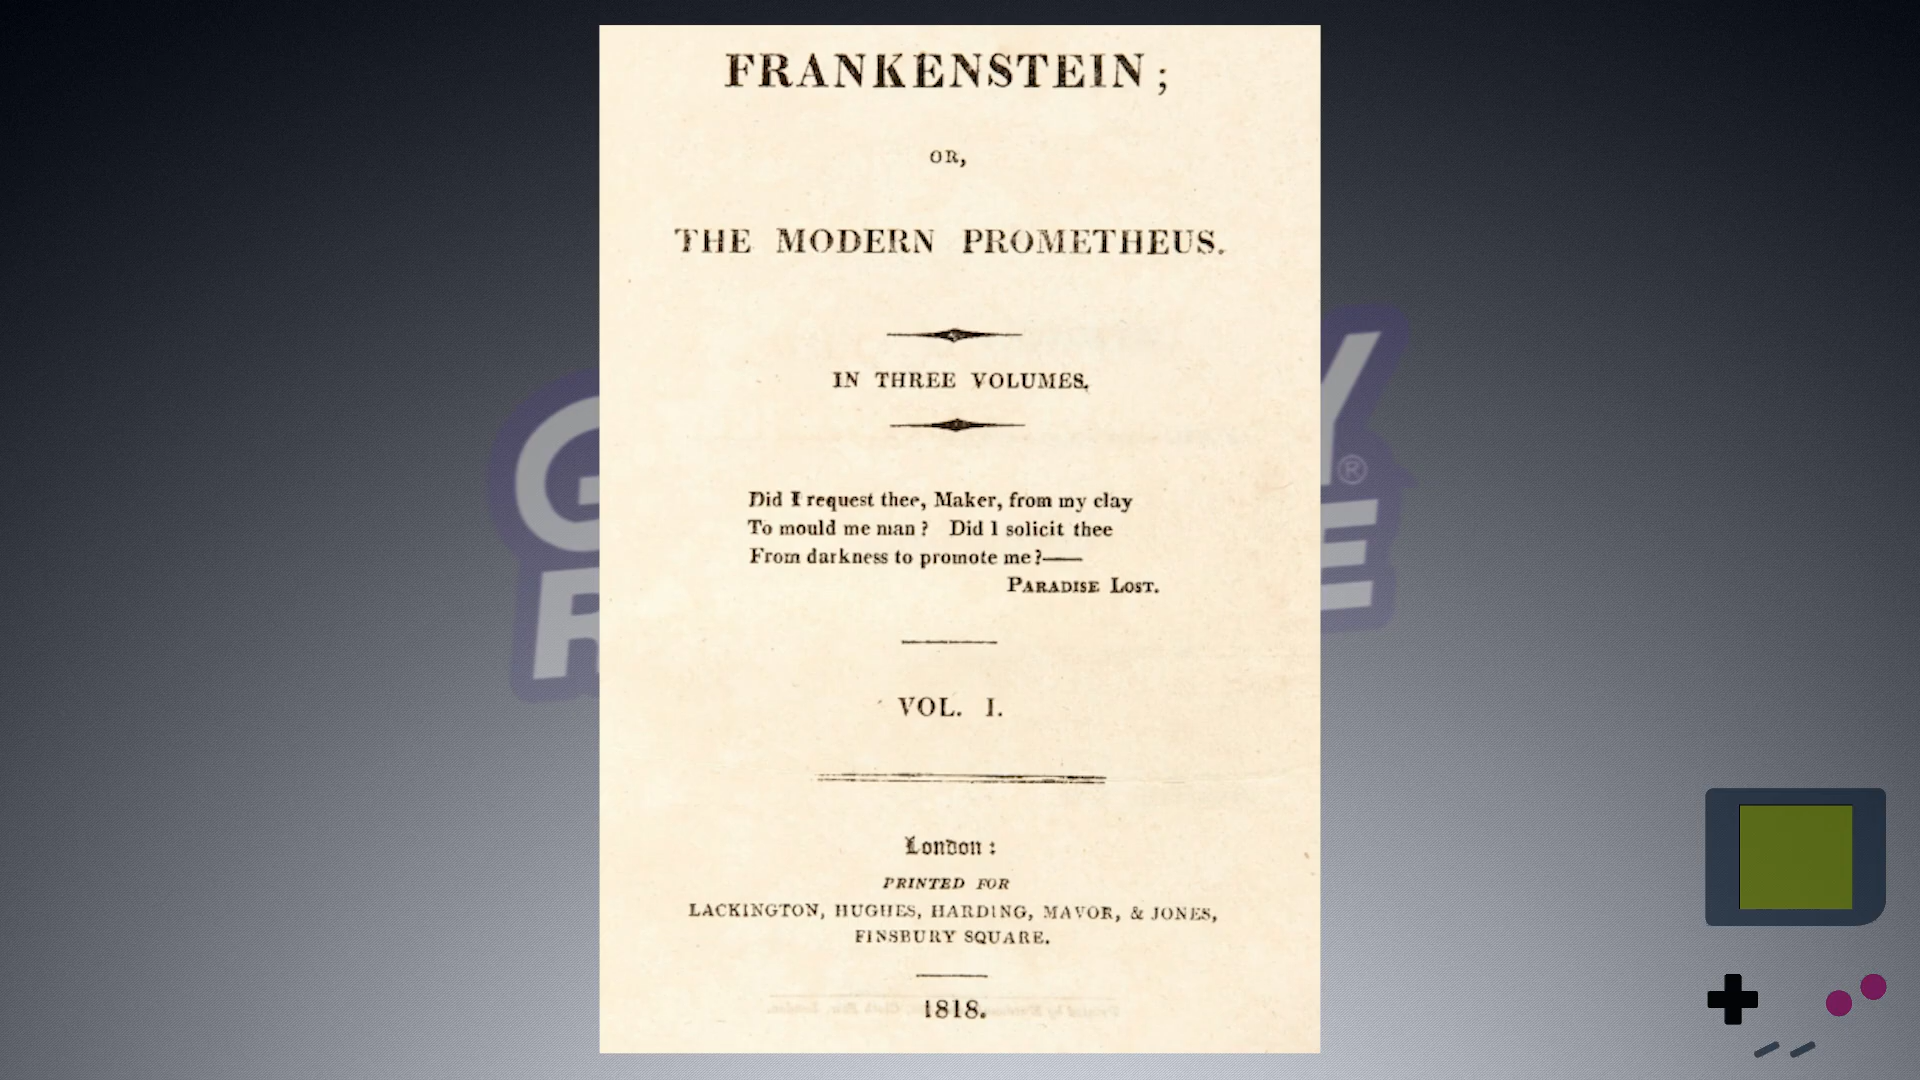 FRANKENSTEIN;
OR,
THE MODERN PROMETHEUS.
IN THREE VOLUMES.
Did I request thee, Maker, from my clay
To mould me man? Did I solicit thee
From darkness to promote me?——
PARADISE LOST.
VOL. I.
London:
PRINTED FOR
LACKINGTON, HUGHES, HARDING, MAVOR, & JONES,
FINSBURY SQUARE.
1818.